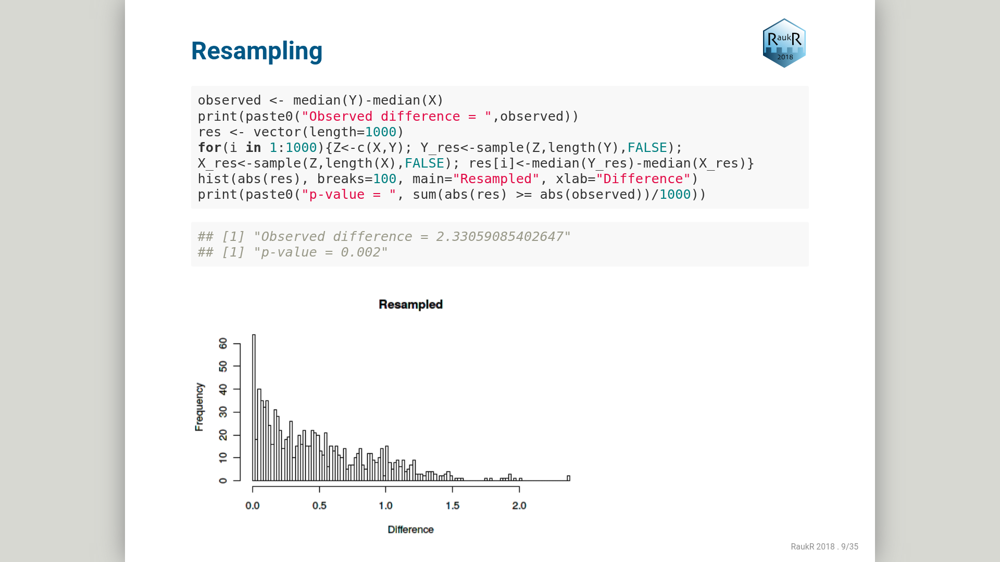 Resampling
RaukR
2018
observed <- median(Y)-median(X)
print(paste0("Observed difference = ",observed))
res <- vector(length=1000)
for(i in 1:1000){Z<-c(X,Y); Y_res<-sample(Z,length(Y),FALSE);
X_res<-sample(Z,length(X),FALSE); res[i]<-median(Y_res)-median(X_res)}
hist(abs(res), breaks=100, main="Resampled", xlab="Difference")
print(paste0("p-value = ", sum(abs(res) >= abs(observed))/1000))
## [1] "Observed difference = 2.33059085402647"
## [1] "p-value = 0.002"
Resampled
Frequency
60
50
40
30
20
10
0
0.0 0.5 1.0 1.5 2.0
Difference
RaukR 2018 . 9/35